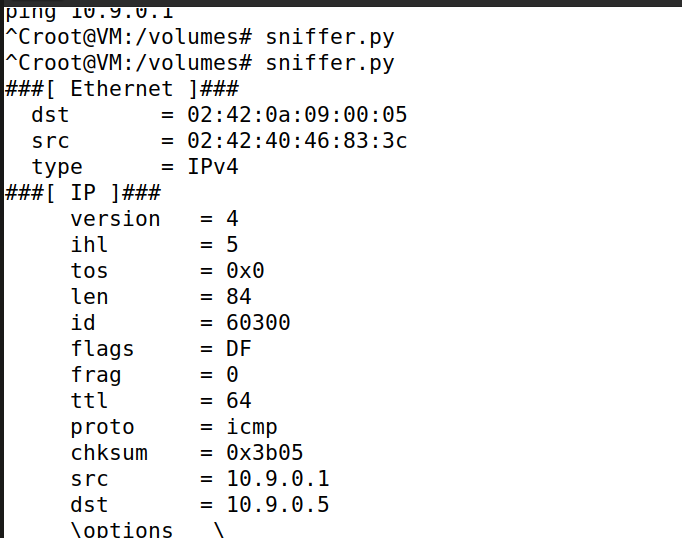 ping 10.9.0.1
^Croot@VM:/volumes# sniffer.py
^Croot@VM:/volumes# sniffer.py
###[ Ethernet ]###
  dst       = 02:42:0a:09:00:05
  src       = 02:42:40:46:83:3c
  type      = IPv4
###[ IP ]###
     version   = 4
     ihl       = 5
     tos       = 0x0
     len       = 84
     id        = 60300
     flags     = DF
     frag      = 0
     ttl       = 64
     proto     = icmp
     chksum    = 0x3b05
     src       = 10.9.0.1
     dst       = 10.9.0.5
     \options   \